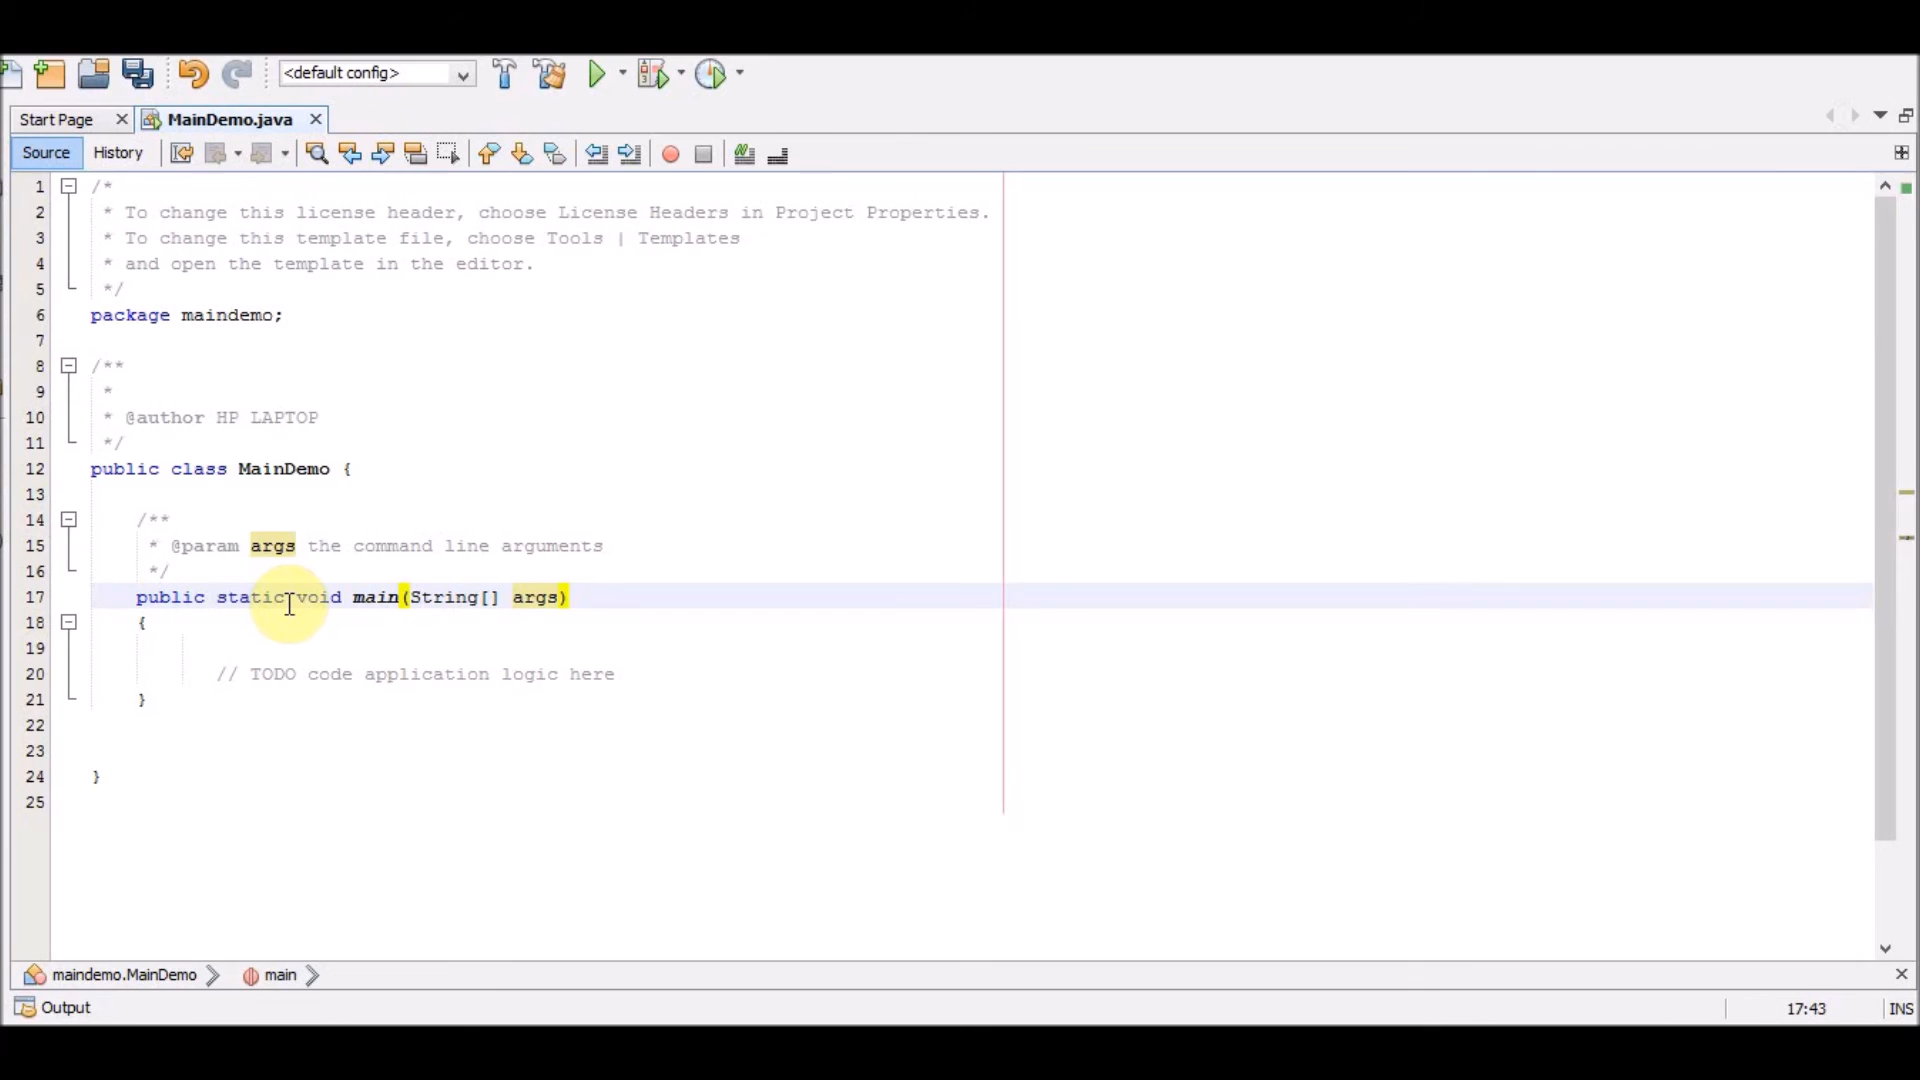 <default config>
Start Page
MainDemo.java
Source History
1 /*
2 * To change this license header, choose License Headers in Project Properties.
3 * To change this template file, choose Tools | Templates
4 * and open the template in the editor.
5 */
6 package maindemo;
7
8 /**
9 *
10 * @author HP LAPTOP
11 */
12 public class MainDemo {
13
14 /**
15 * @param args the command line arguments
16 */
17 public static void main(String[] args)
18 {
19
20 // TODO code application logic here
21 }
22
23
24 }
25
maindemo.MainDemo main
Output 17:43 INS